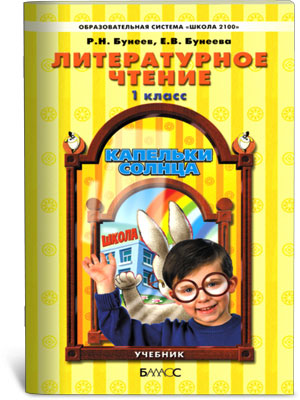 ОБРАЗОВАТЕЛЬНАЯ СИСТЕМА «ШКОЛА 2100»
Р.Н. Бунеев, Е.В. Бунеева
ЛИТЕРАТУРНОЕ
ЧТЕНИЕ
1 класс
КАПЕЛЬКИ
СОЛНЦА
ШКОЛА
УЧЕБНИК
БАЛАСС